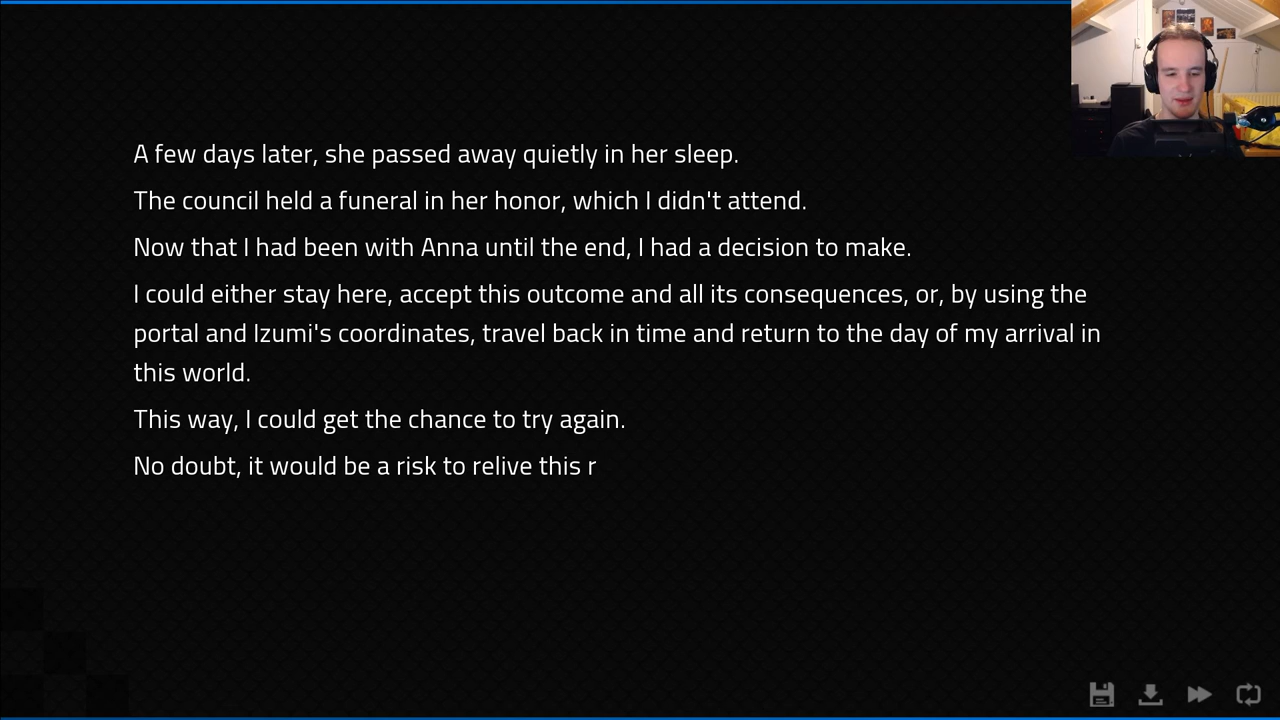 A few days later, she passed away quietly in her sleep.
The council held a funeral in her honor, which I didn't attend.
Now that I had been with Anna until the end, I had a decision to make.
I could either stay here, accept this outcome and all its consequences, or, by using the
portal and Izumi's coordinates, travel back in time and return to the day of my arrival in
this world.
This way, I could get the chance to try again.
No doubt, it would be a risk to relive this r